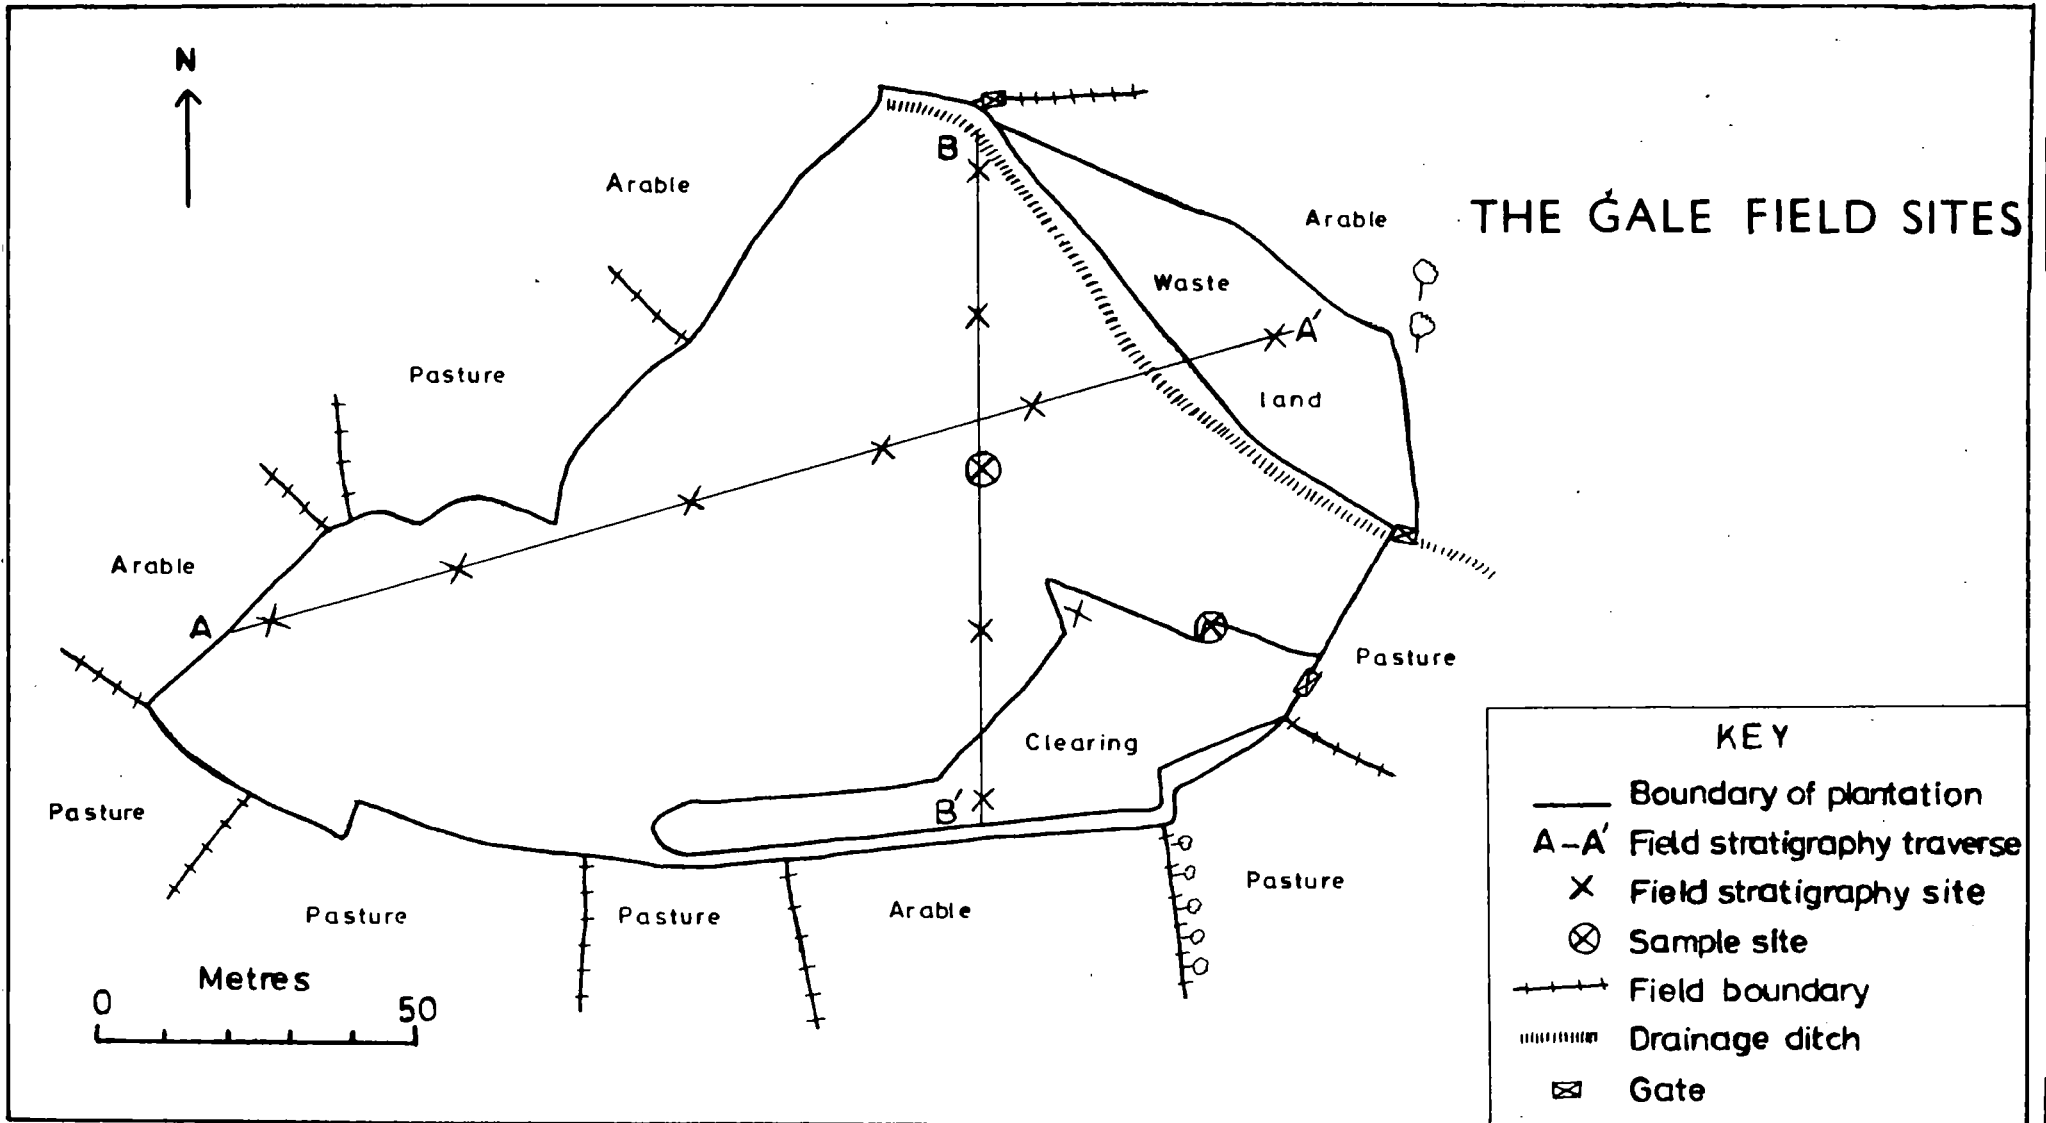 N
THE GALE FIELD SITES
B
Arable
Arable
Waste
A'
Pasture
land
Arable
A
Pasture
Clearing
B'
Pasture
Pasture
Pasture
Arable
Pasture
Metres
0 50
KEY
Boundary of plantation
A-A' Field stratigraphy traverse
Field stratigraphy site
Sample site
Field boundary
Drainage ditch
Gate